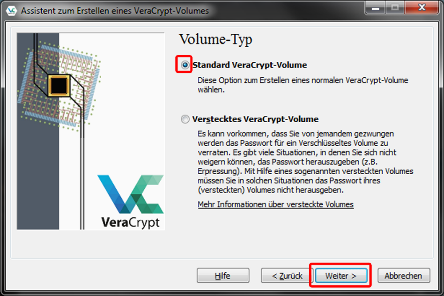 Assistent zum Erstellen eines VeraCrypt-Volumes
Volume-Typ
Standard VeraCrypt-Volume
Diese Option zum Erstellen eines normalen VeraCrypt-Volume
wählen.
Verstecktes VeraCrypt-Volume
Es kann vorkommen, dass Sie von jemandem gezwungen
werden das Passwort für ein Verschlüsseltes Volume zu
verraten. Es gibt viele Situationen, in denen Sie sich nicht
weigern können, das Passwort herauszugeben (z.B.
Erpressung). Mit Hilfe eines sogenannten versteckten Volumes
müssen Sie in solchen Situationen das Passwort ihres
(versteckten) Volumes nicht herausgeben.
Mehr Informationen über versteckte Volumes
VeraCrypt
Hilfe
< Zurück
Weiter >
Abbrechen